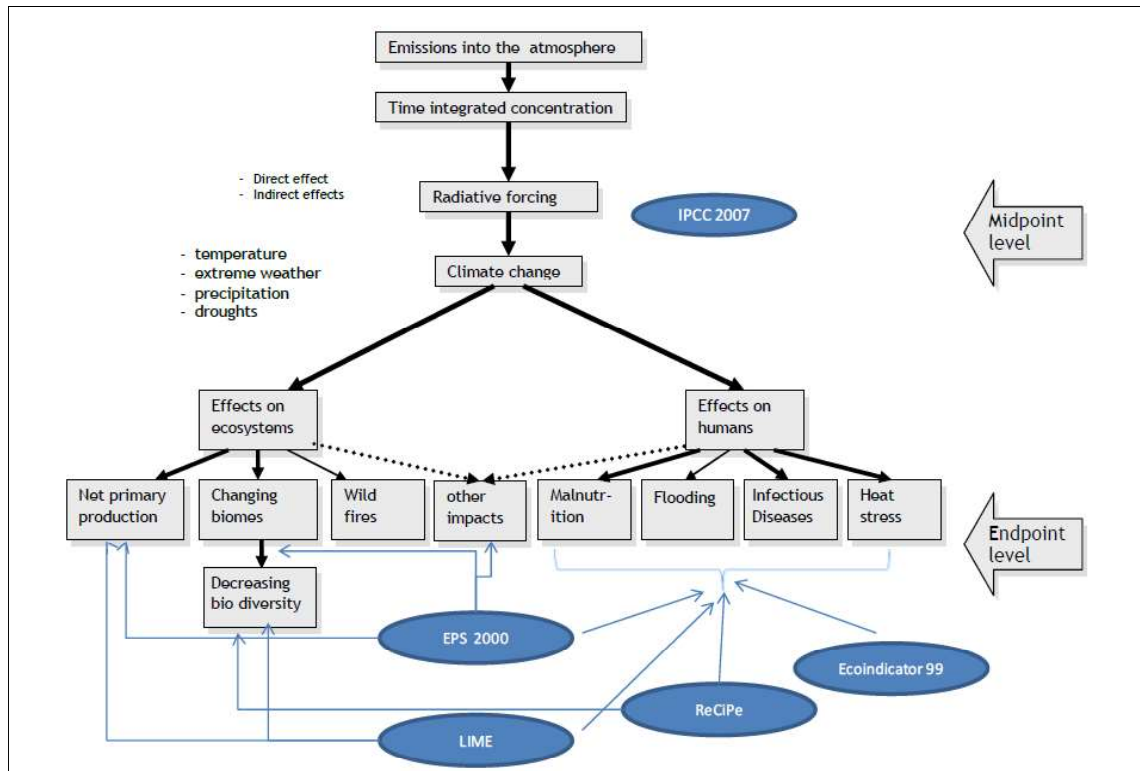 Emissions into the atmosphere
Time integrated concentration
- Direct effect
- Indirect effects
Radiative forcing
IPCC 2007
Midpoint
level
- temperature
- extreme weather
- precipitation
- droughts
Climate change
Effects on
ecosystems
Effects on
humans
Net primary
production
Changing
biomes
Wild
fires
other
impacts
Malnutr-
ition
Flooding
Infectious
Diseases
Heat
stress
Endpoint
level
Decreasing
bio diversity
EPS 2000
Ecoindicator 99
ReCiPe
LIME